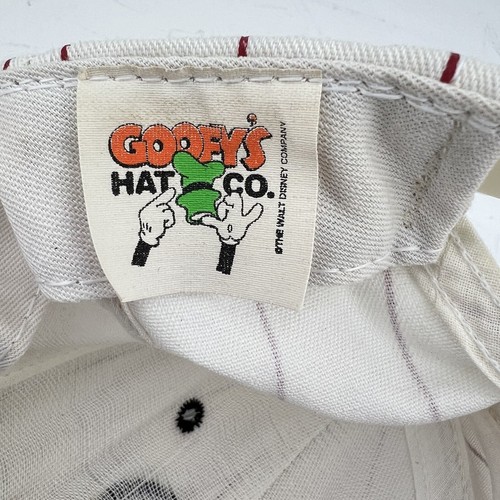 GOOFY'S
HAT CO.
©THE WALT DISNEY COMPANY